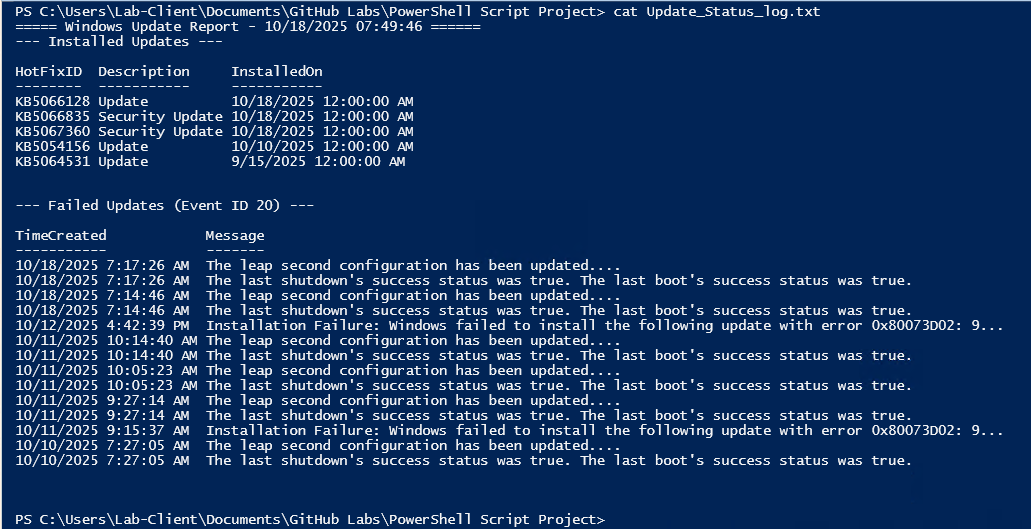 PS C:\Users\Lab-Client\Documents\GitHub Labs\PowerShell Script Project> cat Update_Status_log.txt
===== Windows Update Report - 10/18/2025 07:49:46 ======
--- Installed Updates ---
HotFixID Description InstalledOn
-------- ----------- -----------
KB5066128 Update 10/18/2025 12:00:00 AM
KB5066835 Security Update 10/18/2025 12:00:00 AM
KB5067360 Security Update 10/18/2025 12:00:00 AM
KB5054156 Update 10/10/2025 12:00:00 AM
KB5064531 Update 9/15/2025 12:00:00 AM
--- Failed Updates (Event ID 20) ---
TimeCreated Message
----------- -------
10/18/2025 7:17:26 AM The leap second configuration has been updated....
10/18/2025 7:17:26 AM The last shutdown's success status was true. The last boot's success status was true.
10/18/2025 7:14:46 AM The leap second configuration has been updated....
10/18/2025 7:14:46 AM The last shutdown's success status was true. The last boot's success status was true.
10/12/2025 4:42:39 PM Installation Failure: Windows failed to install the following update with error 0x80073D02: 9...
10/11/2025 10:14:40 AM The leap second configuration has been updated....
10/11/2025 10:14:40 AM The last shutdown's success status was true. The last boot's success status was true.
10/11/2025 10:05:23 AM The leap second configuration has been updated....
10/11/2025 10:05:23 AM The last shutdown's success status was true. The last boot's success status was true.
10/11/2025 9:27:14 AM The leap second configuration has been updated....
10/11/2025 9:27:14 AM The last shutdown's success status was true. The last boot's success status was true.
10/11/2025 9:15:37 AM Installation Failure: Windows failed to install the following update with error 0x80073D02: 9...
10/10/2025 7:27:05 AM The leap second configuration has been updated....
10/10/2025 7:27:05 AM The last shutdown's success status was true. The last boot's success status was true.
PS C:\Users\Lab-Client\Documents\GitHub Labs\PowerShell Script Project>